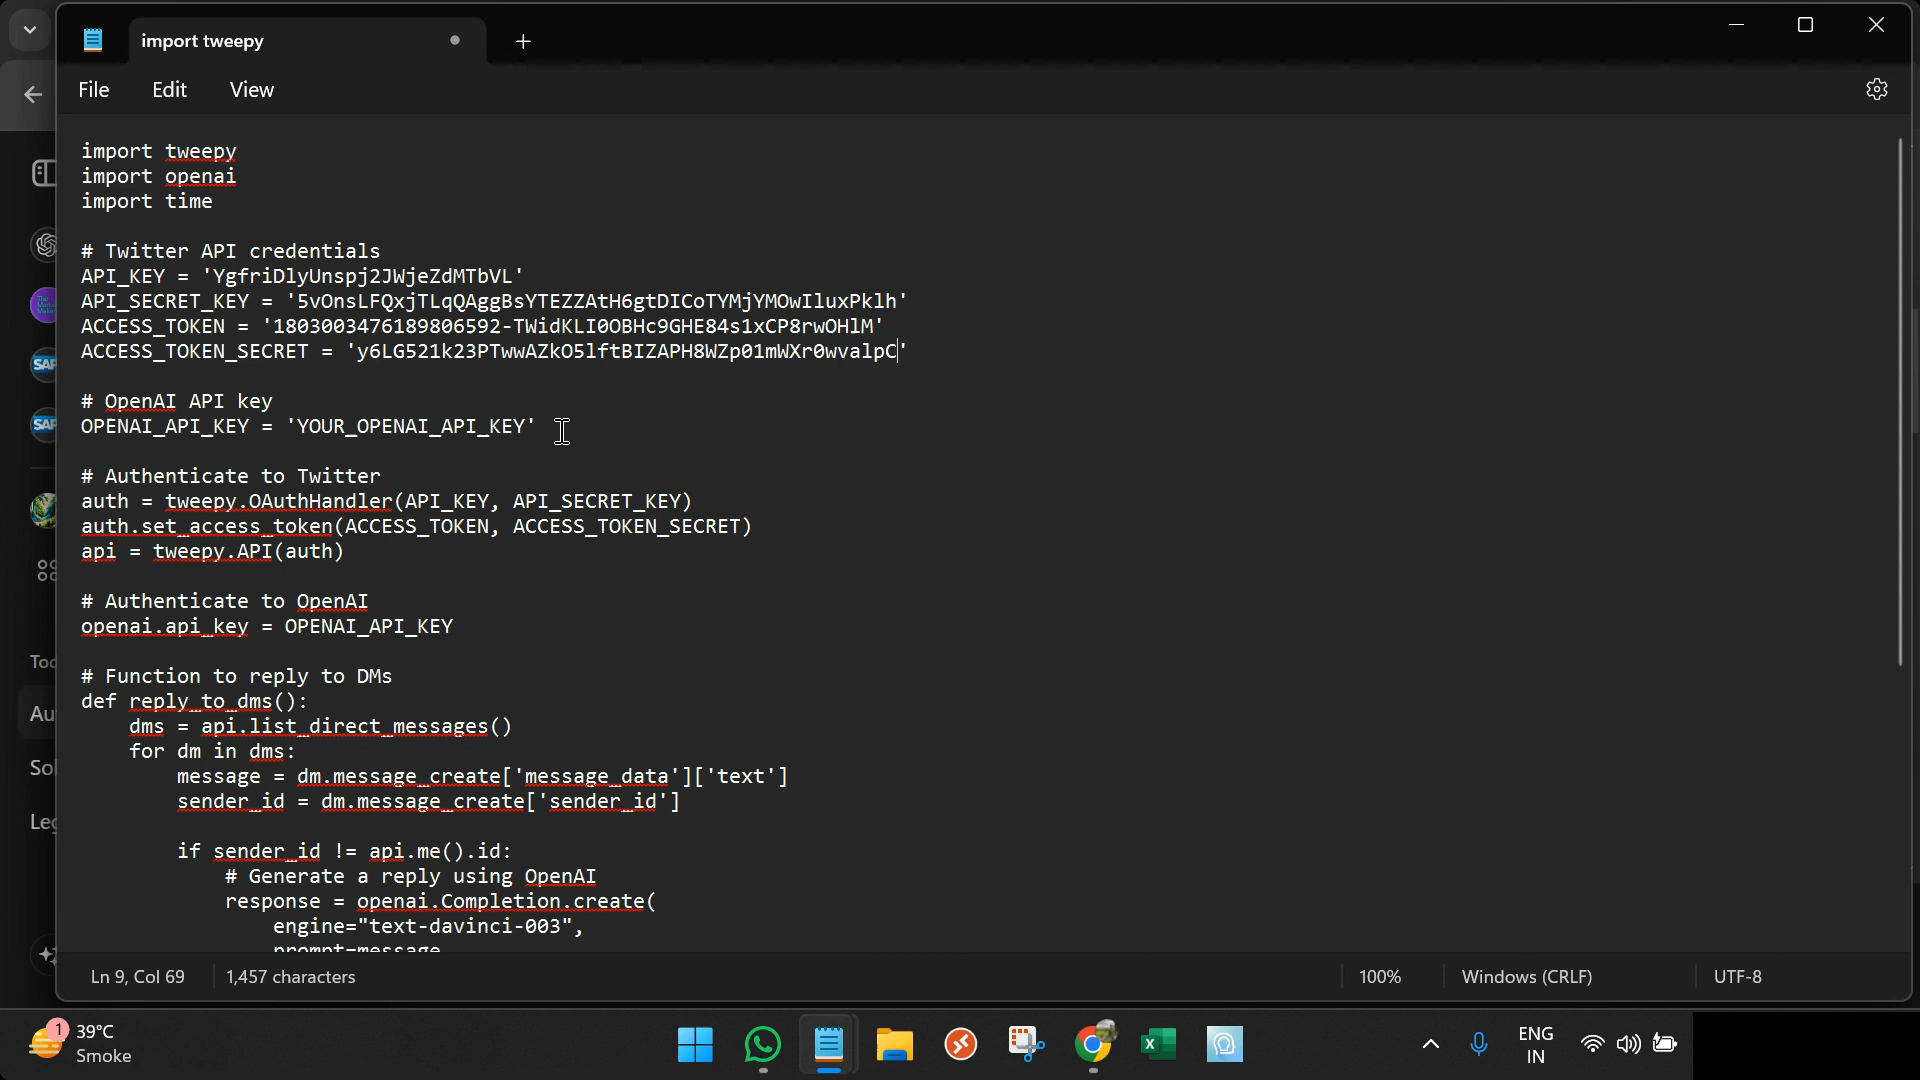 import tweepy
File Edit View
import tweepy
import openai
import time
# Twitter API credentials
API_KEY = 'YgfriDlyUnspj2JWjeZdMTbVL'
API_SECRET_KEY = '5vOnsLFQxjTLqQAggBsYTEZZAtH6gtDICoTYMjYMOwIluxPklh'
ACCESS_TOKEN = '1803003476189806592-TWidKLI0OBHc9GHE84s1xCP8rwOHlM'
ACCESS_TOKEN_SECRET = 'y6LG521k23PTwwAZkO5lftBIZAPH8WZp01mWXr0wvalpC'
# OpenAI API key
OPENAI_API_KEY = 'YOUR_OPENAI_API_KEY'
# Authenticate to Twitter
auth = tweepy.OAuthHandler(API_KEY, API_SECRET_KEY)
auth.set_access_token(ACCESS_TOKEN, ACCESS_TOKEN_SECRET)
api = tweepy.API(auth)
# Authenticate to OpenAI
openai.api_key = OPENAI_API_KEY
# Function to reply to DMs
def reply_to_dms():
dms = api.list_direct_messages()
for dm in dms:
message = dm.message_create['message_data']['text']
sender_id = dm.message_create['sender_id']
if sender_id != api.me().id:
# Generate a reply using OpenAI
response = openai.Completion.create(
engine="text-davinci-003",
prompt=message
Ln 9, Col 69 1,457 characters 100% Windows (CRLF) UTF-8
1 39°C
Smoke
ENG
IN
SAP
SAP